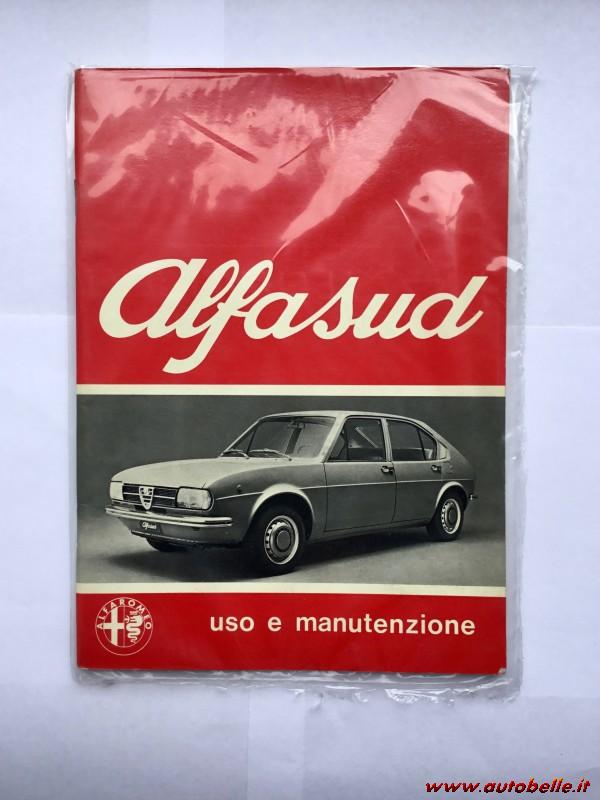 alfasud
Alfasud
ALFA ROMEO
uso e manutenzione
www.autobelle.it